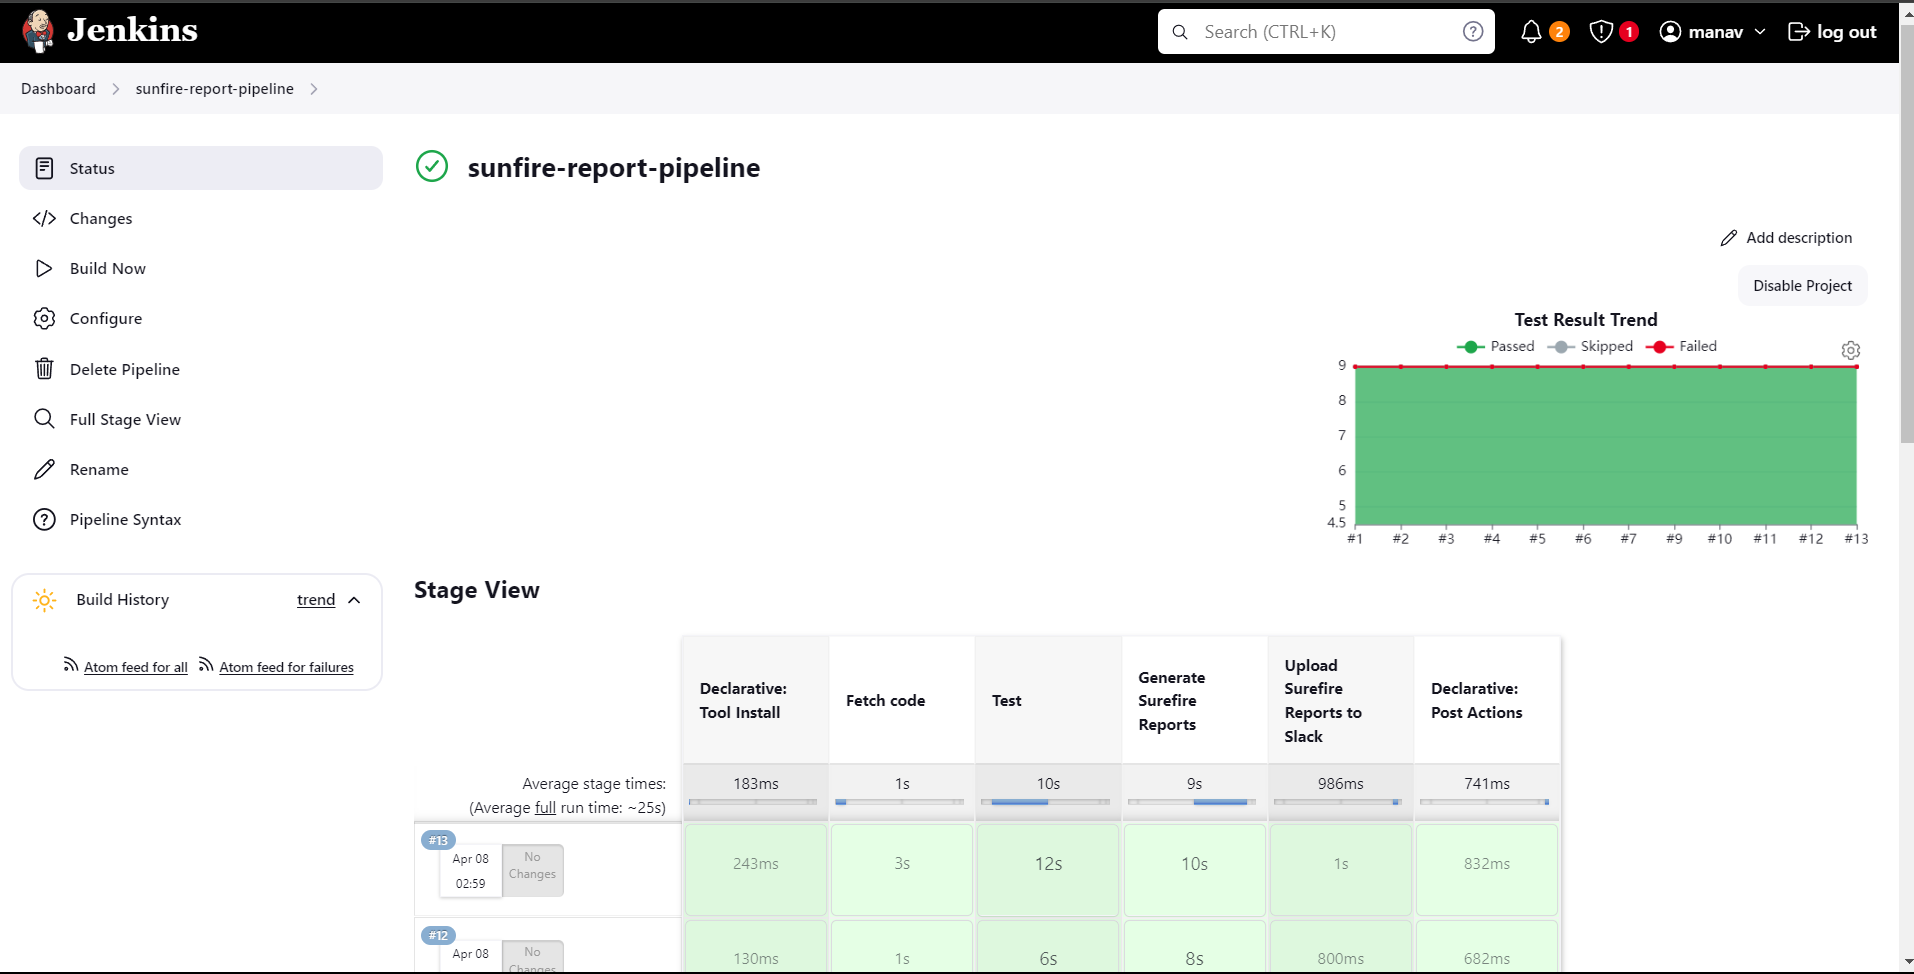 Jenkins
Search (CTRL+K)
2
1
manav
log out
Dashboard
sunfire-report-pipeline
Status
Changes
Build Now
Configure
Delete Pipeline
Full Stage View
Rename
Pipeline Syntax
Build History
trend
Atom feed for all
Atom feed for failures
sunfire-report-pipeline
Add description
Disable Project
Test Result Trend
Passed Skipped Failed
9
8
7
6
5
4.5
#1 #2 #3 #4 #5 #6 #7 #9 #10 #11 #12 #13
Stage View
Declarative:
Tool Install
Fetch code
Test
Generate
Surefire
Reports
Upload
Surefire
Reports to
Slack
Declarative:
Post Actions
Average stage times:
(Average full run time: ~25s)
183ms
1s
10s
9s
986ms
741ms
#13
Apr 08
02:59
No
Changes
243ms
3s
12s
10s
1s
832ms
#12
Apr 08
No
Changes
130ms
1s
6s
8s
800ms
682ms